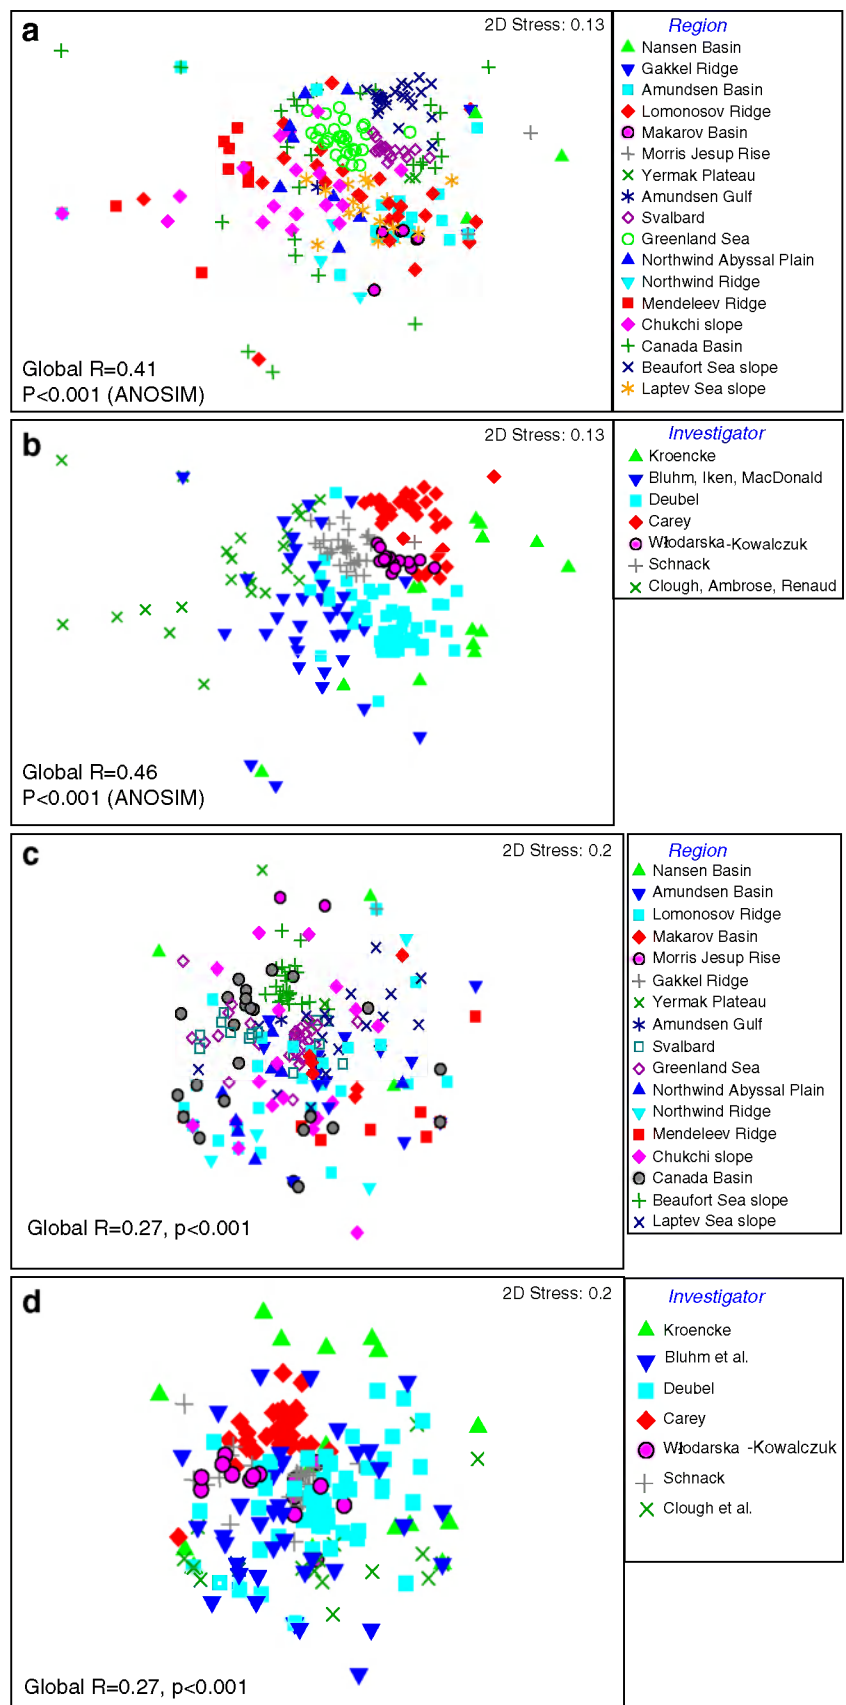 a
2D Stress: 0.13
Region
Nansen Basin
Gakkel Ridge
Amundsen Basin
Lomonosov Ridge
Makarov Basin
Morris Jesup Rise
Yermak Plateau
Amundsen Gulf
Svalbard
Greenland Sea
Northwind Abyssal Plain
Northwind Ridge
Mendeleev Ridge
Chukchi slope
Canada Basin
Beaufort Sea slope
Laptev Sea slope
Global R=0.41
P<0.001 (ANOSIM)
b
2D Stress: 0.13
Investigator
Kroencke
Bluhm, Iken, MacDonald
Deubel
Carey
Włodarska-Kowalczuk
Schnack
Clough, Ambrose, Renaud
Global R=0.46
P<0.001 (ANOSIM)
c
2D Stress: 0.2
Region
Nansen Basin
Amundsen Basin
Lomonosov Ridge
Makarov Basin
Morris Jesup Rise
Gakkel Ridge
Yermak Plateau
Amundsen Gulf
Svalbard
Greenland Sea
Northwind Abyssal Plain
Northwind Ridge
Mendeleev Ridge
Chukchi slope
Canada Basin
Beaufort Sea slope
Laptev Sea slope
Global R=0.27, p<0.001
d
2D Stress: 0.2
Investigator
Kroencke
Bluhm et al.
Deubel
Carey
Włodarska -Kowalczuk
Schnack
Clough et al.
Global R=0.27, p<0.001